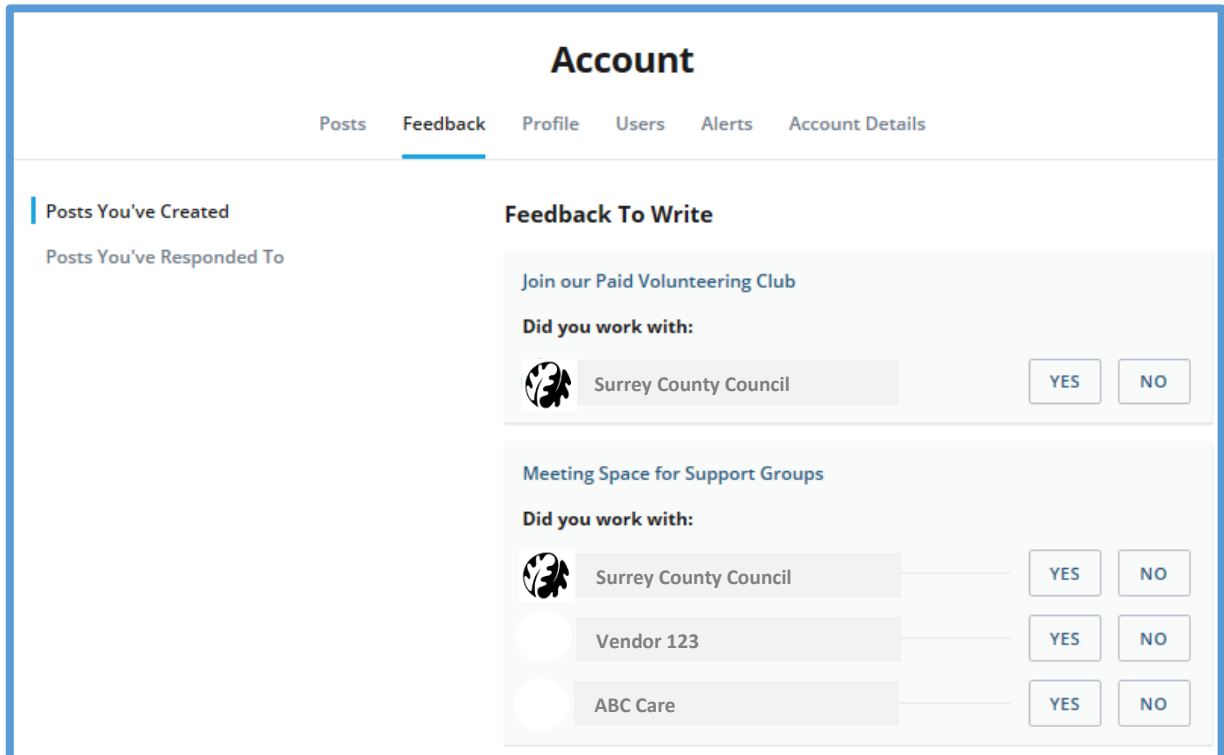 Account
Posts Feedback Profile Users Alerts Account Details
Posts You've Created
Posts You've Responded To
Feedback To Write
Join our Paid Volunteering Club
Did you work with:
Surrey County Council YES NO
Meeting Space for Support Groups
Did you work with:
Surrey County Council YES NO
Vendor 123 YES NO
ABC Care YES NO